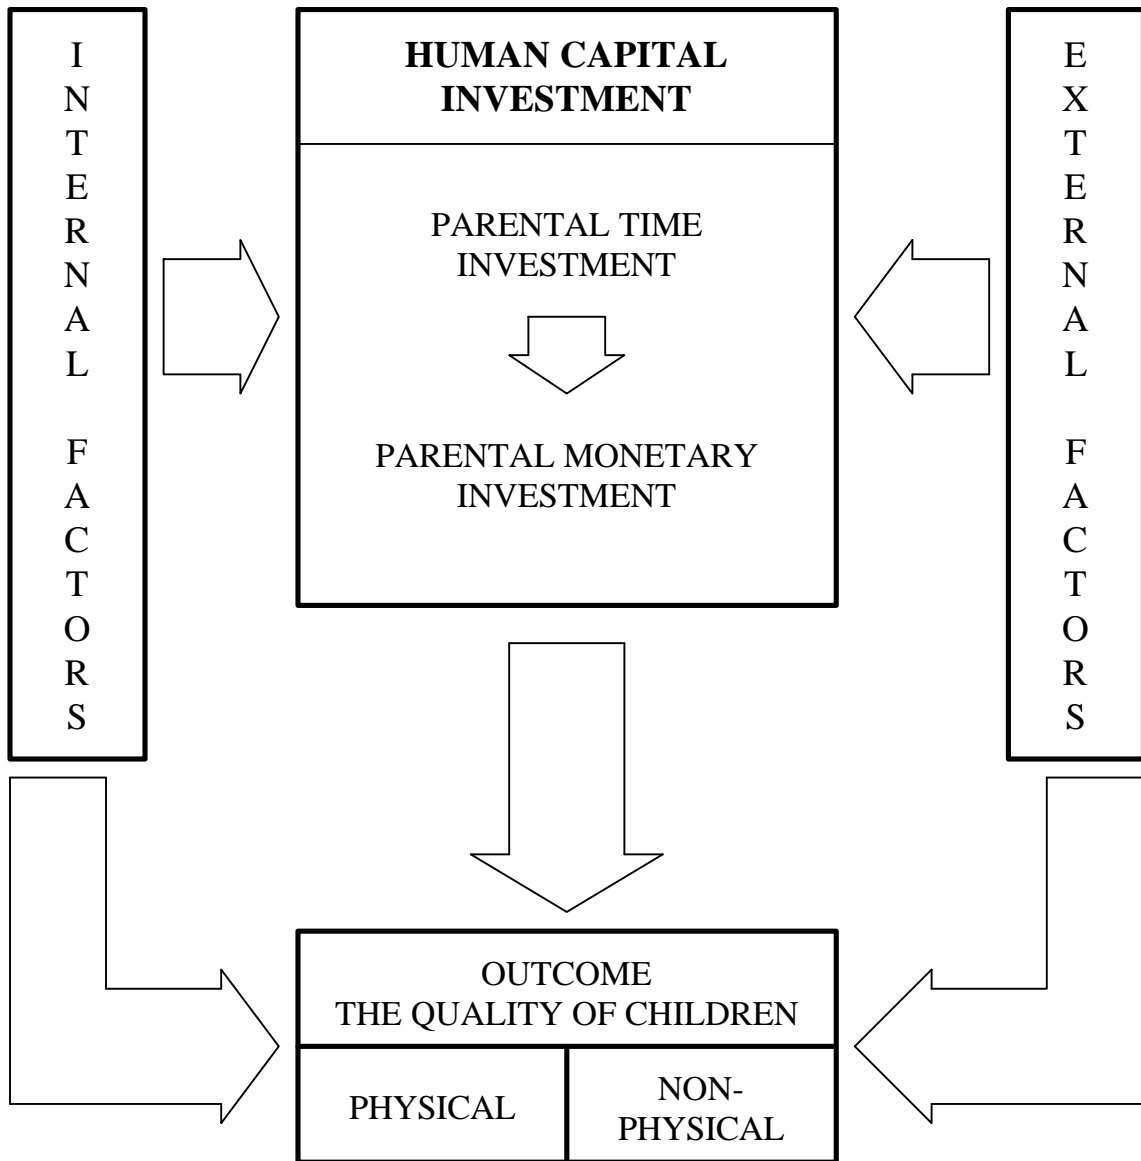 INTERNAL FACTORS
HUMAN CAPITAL
INVESTMENT
PARENTAL TIME
INVESTMENT
PARENTAL MONETARY
INVESTMENT
EXTERNAL FACTORS
OUTCOME
THE QUALITY OF CHILDREN
PHYSICAL
NON-
PHYSICAL